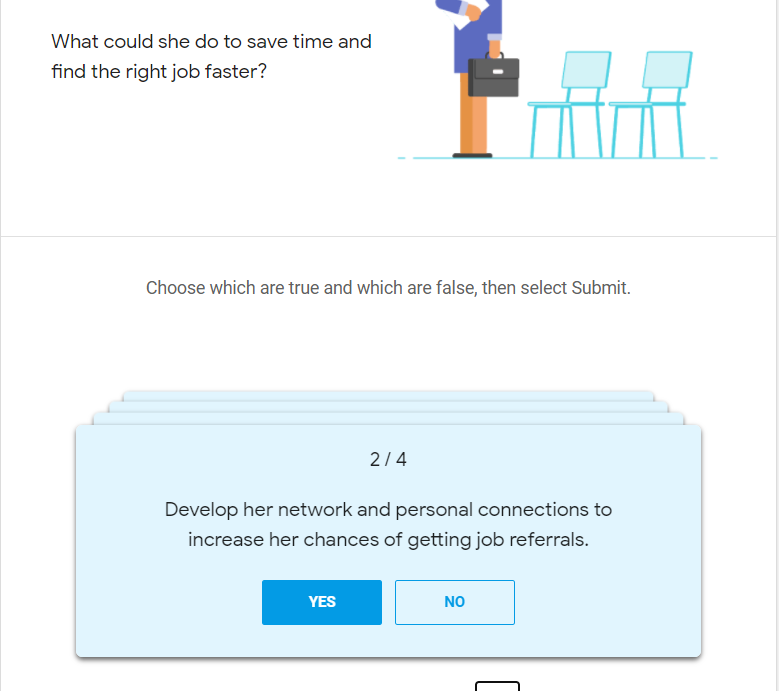 What could she do to save time and
find the right job faster?
Choose which are true and which are false, then select Submit.
2 / 4
Develop her network and personal connections to
increase her chances of getting job referrals.
YES
NO